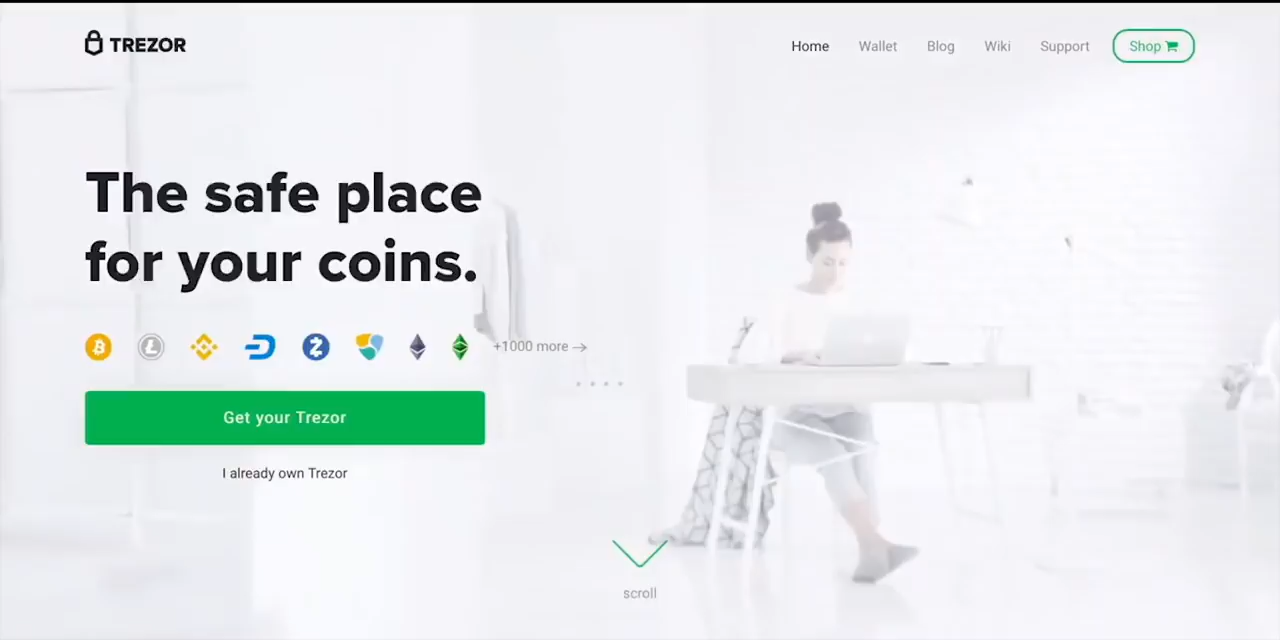 TREZOR
Home Wallet Blog Wiki Support Shop
The safe place
for your coins.
+1000 more →
Get your Trezor
I already own Trezor
scroll